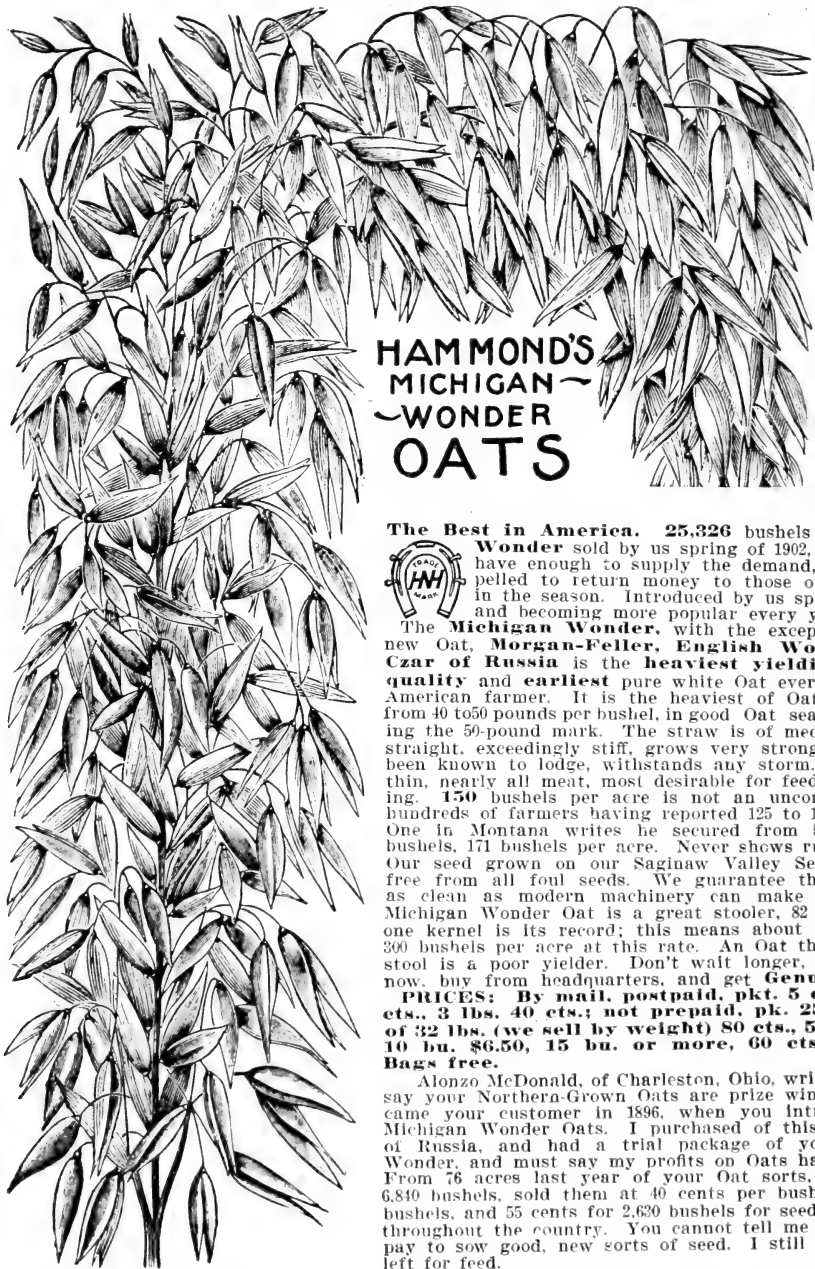 HAMMOND'S
MICHIGAN
WONDER
OATS
The Best in America. 25,326 bushels
Wonder sold by us spring of 1902,
have enough to supply the demand,
pelled to return money to those o
in the season. Introduced by us sp
and becoming more popular every y
TRADE
HNH
MARK
The Michigan Wonder, with the excep
new Oat, Morgan-Feller, English Wo
Czar of Russia is the heaviest yieldi
quality and earliest pure white Oat ever
American farmer. It is the heaviest of Oat
from 40 to50 pounds per bushel, in good Oat sea
ing the 50-pound mark. The straw is of med
straight, exceedingly stiff, grows very strong
been known to lodge, withstands any storm.
thin, nearly all meat, most desirable for feed
ing. 150 bushels per acre is not an uncor
hundreds of farmers having reported 125 to 1
One in Montana writes he secured from
bushels, 171 bushels per acre. Never shows ru
Our seed grown on our Saginaw Valley Se
free from all foul seeds. We guarantee th
as clean as modern machinery can make
Michigan Wonder Oat is a great stooler, 82
one kernel is its record; this means about
300 bushels per acre at this rate. An Oat th
stool is a poor yielder. Don't wait longer,
now, buy from headquarters, and get Genu
PRICES: By mail, postpaid, pkt. 5 c
cts., 3 lbs. 40 cts.; not prepaid, pk. 25
of 32 lbs. (we sell by weight) 80 cts., 5
10 bu. $6.50, 15 bu. or more, 60 cts
Bags free.
Alonzo McDonald, of Charleston, Ohio, wri
say your Northern-Grown Oats are prize win
came your customer in 1896, when you intr
Michigan Wonder Oats. I purchased of this
of Russia, and had a trial package of yo
Wonder, and must say my profits on Oats ha
From 76 acres last year of your Oat sorts,
6,840 bushels, sold them at 40 cents per bush
bushels, and 55 cents for 2,630 bushels for seed
throughout the country. You cannot tell me
pay to sow good, new sorts of seed. I still
left for feed.